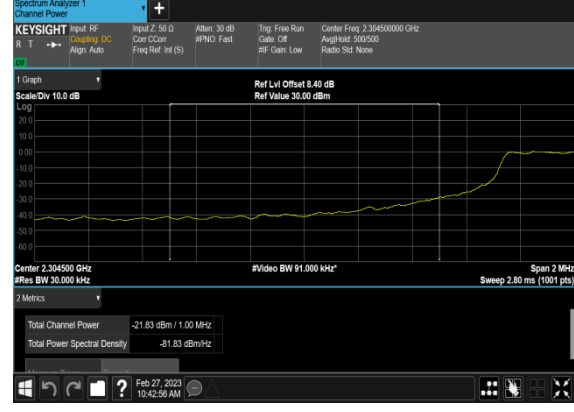 Spectrum Analyzer 1
Channel Power
+
KEYSIGHT Input: RF Input Z: 50 Ω Atten: 30 dB Trig: Free Run Center Freq: 2.304500000 GHz
R T Coupling: DC Corr CCorr #PNO: Fast Gate: Off Avg|Hold: 500/500
Align: Auto Freq Ref: Int (S) #IF Gain: Low Radio Std: None
1 Graph Ref Lvl Offset 8.40 dB
Scale/Div 10.0 dB Ref Value 30.00 dBm
Log
20.0
10.0
0.00
-10.0
-20.0
-30.0
-40.0
-50.0
-60.0
Center 2.304500 GHz #Video BW 91.000 kHz* Span 2 MHz
#Res BW 30.000 kHz Sweep 2.80 ms (1001 pts)
2 Metrics
Total Channel Power -21.83 dBm / 1.00 MHz
Total Power Spectral Density -81.83 dBm/Hz
? Feb 27, 2023
10:42:56 AM